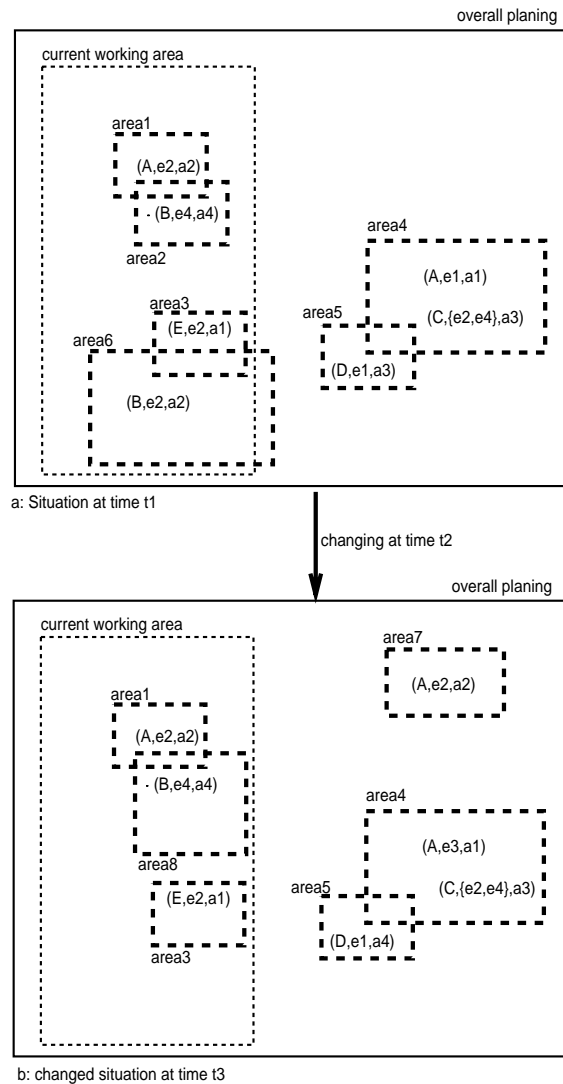 overall planing
current working area
area1
(A,e2,a2)
- (B,e4,a4)
area2
area4
(A,e1,a1)
(C,{e2,e4},a3)
area3
area5
(E,e2,a1)
area6
(D,e1,a3)
(B,e2,a2)
a: Situation at time t1
changing at time t2
overall planing
current working area
area7
(A,e2,a2)
area1
(A,e2,a2)
- (B,e4,a4)
area4
(A,e3,a1)
area8
(C,{e2,e4},a3)
area5
(E,e2,a1)
(D,e1,a4)
area3
b: changed situation at time t3